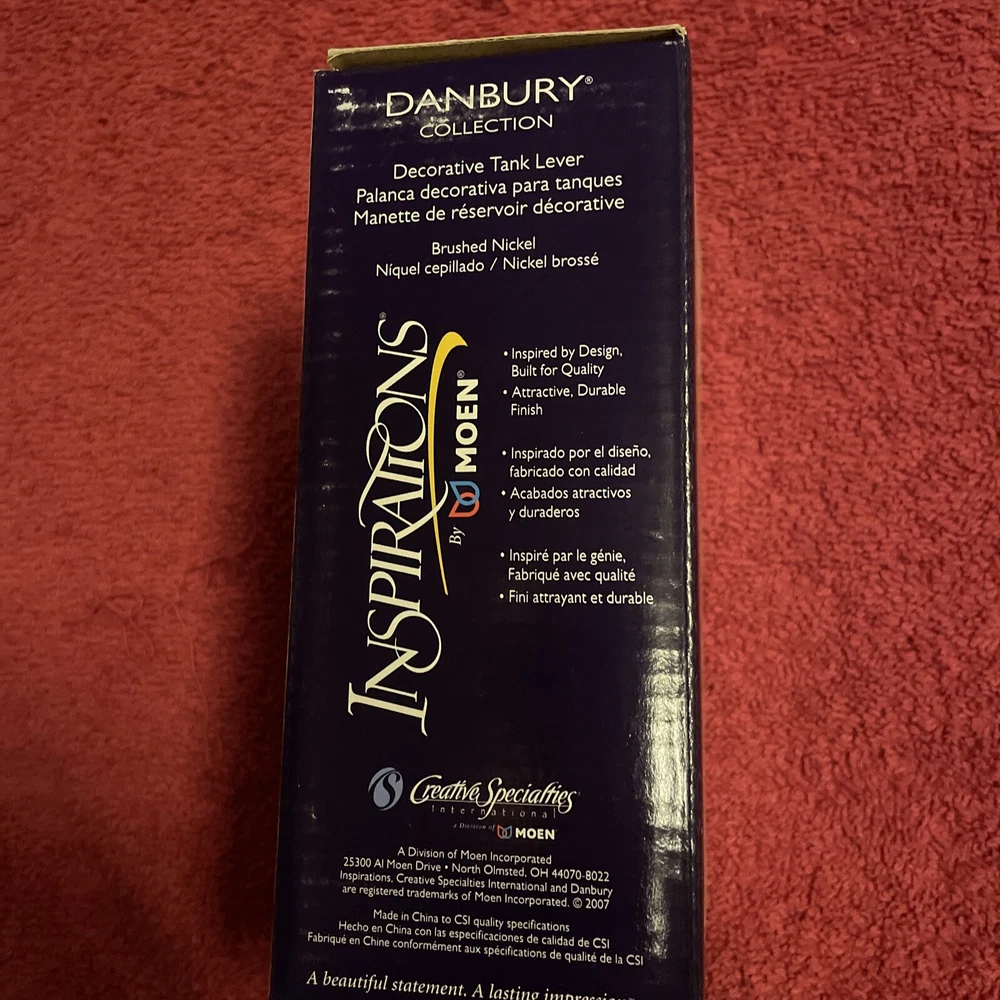 DANBURY®
COLLECTION
Decorative Tank Lever
Palanca decorativa para tanques
Manette de réservoir décorative
Brushed Nickel
Níquel cepillado / Nickel brossé
INSPIRATIONS®
By MOEN®
• Inspired by Design,
Built for Quality
• Attractive, Durable
Finish
• Inspirado por el diseño,
fabricado con calidad
• Acabados atractivos
y duraderos
• Inspiré par le génie,
Fabriqué avec qualité
• Fini attrayant et durable
Creative Specialties
International
a Division of MOEN
A Division of Moen Incorporated
25300 Al Moen Drive • North Olmsted, OH 44070-8022
Inspirations, Creative Specialties International and Danbury
are registered trademarks of Moen Incorporated. © 2007
Made in China to CSI quality specifications
Hecho en China con las especificaciones de calidad de CSI
Fabriqué en Chine conformément aux spécifications de qualité de la CSI
A beautiful statement. A lasting impression